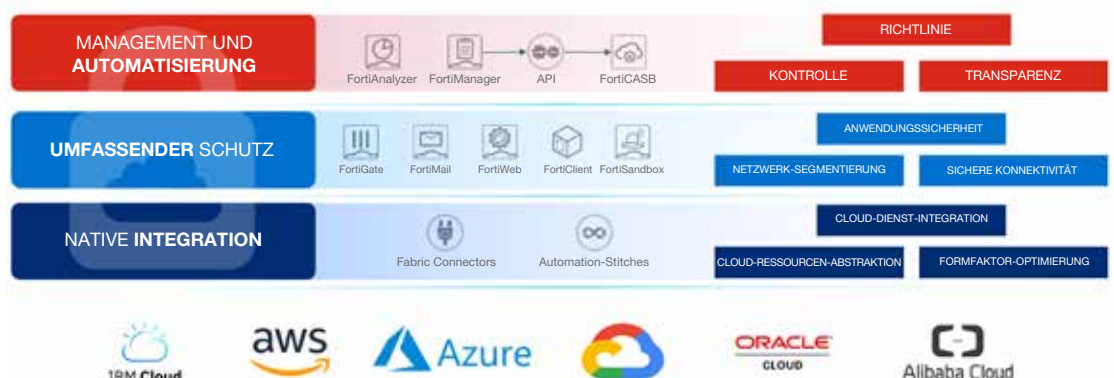 MANAGEMENT UND
AUTOMATISIERUNG
FortiAnalyzer
FortiManager
API
FortiCASB
RICHTLINIE
KONTROLLE
TRANSPARENZ
UMFASSENDER SCHUTZ
FortiGate
FortiMail
FortiWeb
FortiClient
FortiSandbox
ANWENDUNGSSICHERHEIT
NETZWERK-SEGMENTIERUNG
SICHERE KONNEKTIVITÄT
NATIVE INTEGRATION
Fabric Connectors
Automation-Stitches
CLOUD-DIENST-INTEGRATION
CLOUD-RESSOURCEN-ABSTRAKTION
FORMFAKTOR-OPTIMIERUNG
IBM Cloud
aws
Azure
ORACLE
CLOUD
Alibaba Cloud